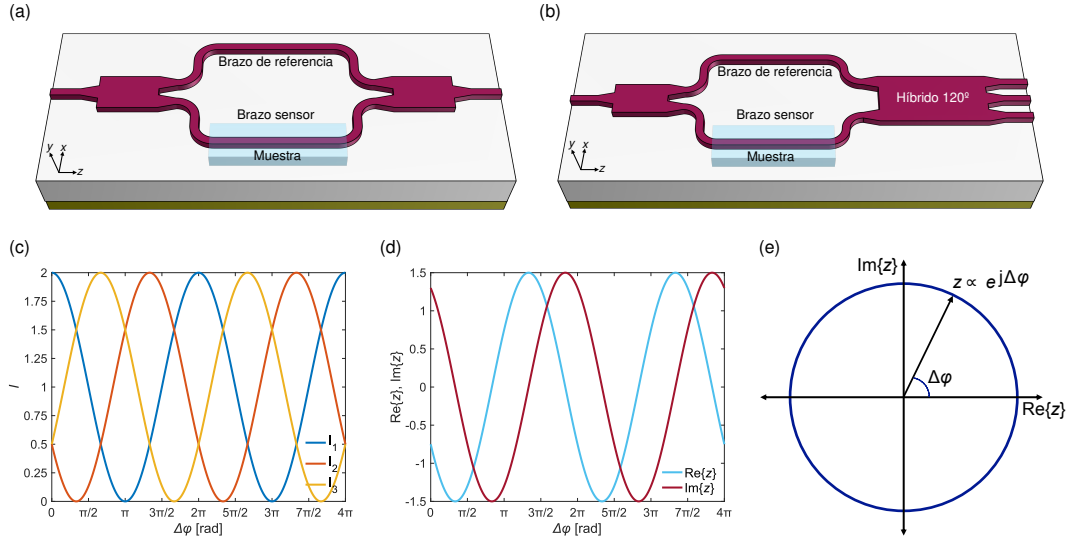 (a)
Brazo de referencia
Brazo sensor
Muestra
y x
z
(b)
Brazo de referencia
Híbrido 120º
Brazo sensor
Muestra
y x
z
(c)
2
1.75
1.5
1.25
1
0.75
0.5
0.25
0
I
0 π/2 π 3π/2 2π 5π/2 3π 7π/2 4π
Δφ [rad]
I1
I2
I3
(d)
1.5
1
0.5
0
-0.5
-1
-1.5
Re{z}, Im{z}
0 π/2 π 3π/2 2π 5π/2 3π 7π/2 4π
Δφ [rad]
Re{z}
Im{z}
(e)
Im{z}
z ∝ e^jΔφ
Δφ
Re{z}